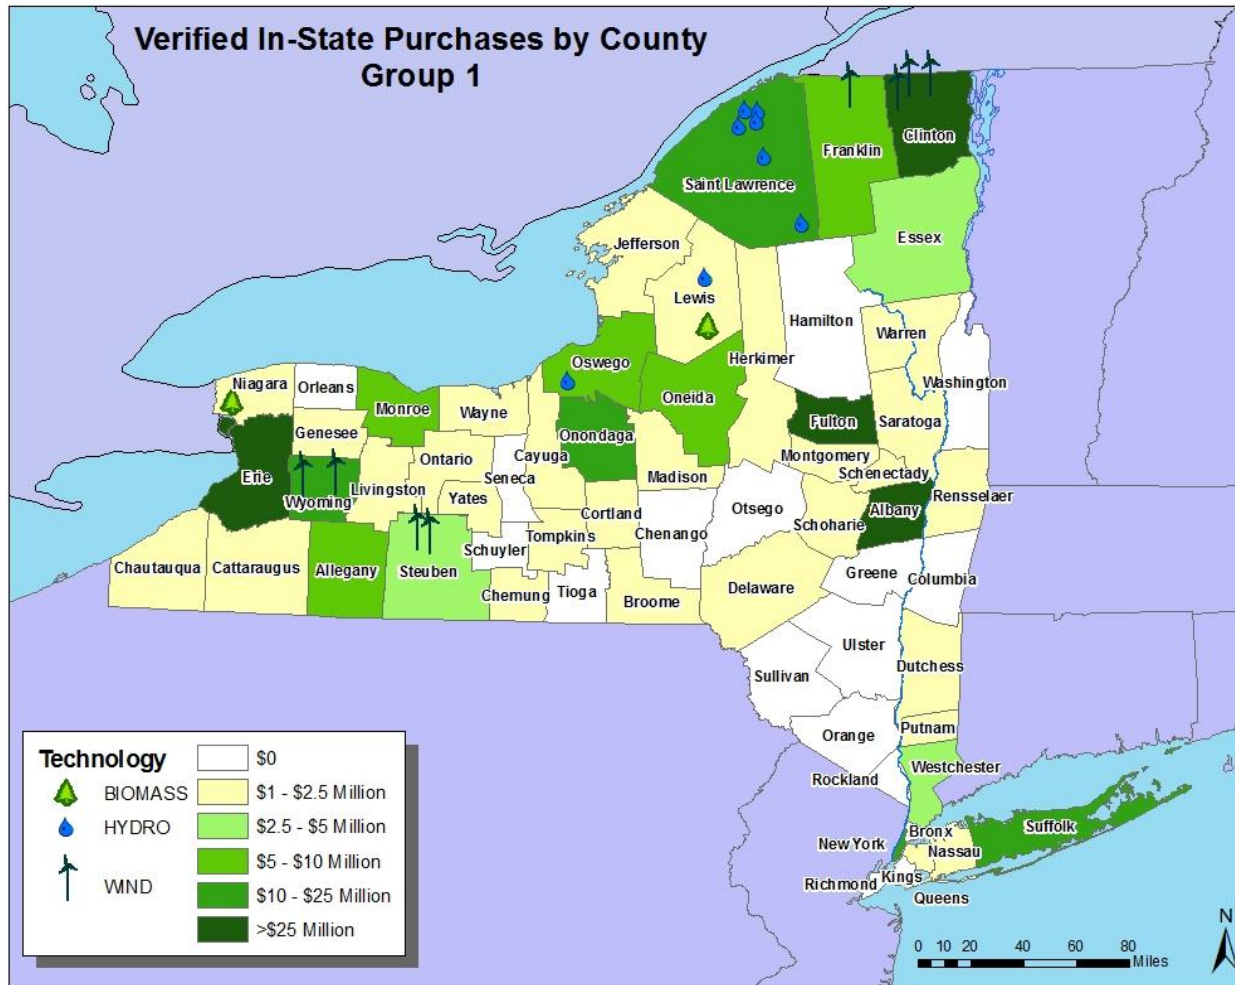 Verified In-State Purchases by County
Group 1
Clinton
Franklin
Saint Lawrence
Essex
Jefferson
Lewis
Hamilton
Warren
Herkimer
Oswego
Washington
Niagara
Orleans
Oneida
Monroe
Wayne
Fulton
Saratoga
Genesee
Onondaga
Montgomery
Ontario
Cayuga
Schenectady
Erie
Seneca
Madison
Livingston
Wyoming
Yates
Rensselaer
Otsego
Albany
Cortland
Schoharie
Chenango
Tompkins
Schuyler
Chautauqua
Cattaraugus
Allegany
Steuben
Greene
Columbia
Delaware
Chemung
Tioga
Broome
Ulster
Dutchess
Sullivan
Putnam
Orange
Westchester
Rockland
Suffolk
Bronx
New York
Nassau
Kings
Richmond
Queens
Technology
BIOMASS
HYDRO
WIND
$0
$1 - $2.5 Million
$2.5 - $5 Million
$5 - $10 Million
$10 - $25 Million
>$25 Million
N
0 10 20 40 60 80
Miles